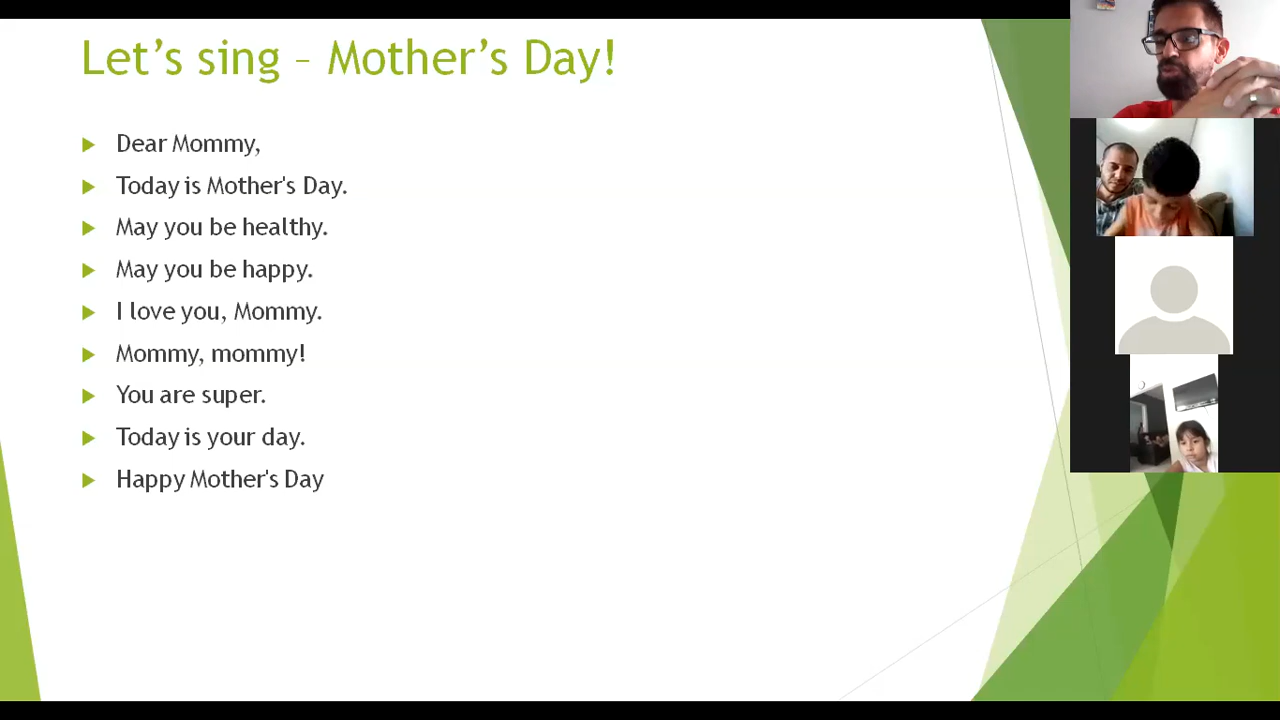 Let’s sing – Mother’s Day!
Dear Mommy,
Today is Mother's Day.
May you be healthy.
May you be happy.
I love you, Mommy.
Mommy, mommy!
You are super.
Today is your day.
Happy Mother's Day